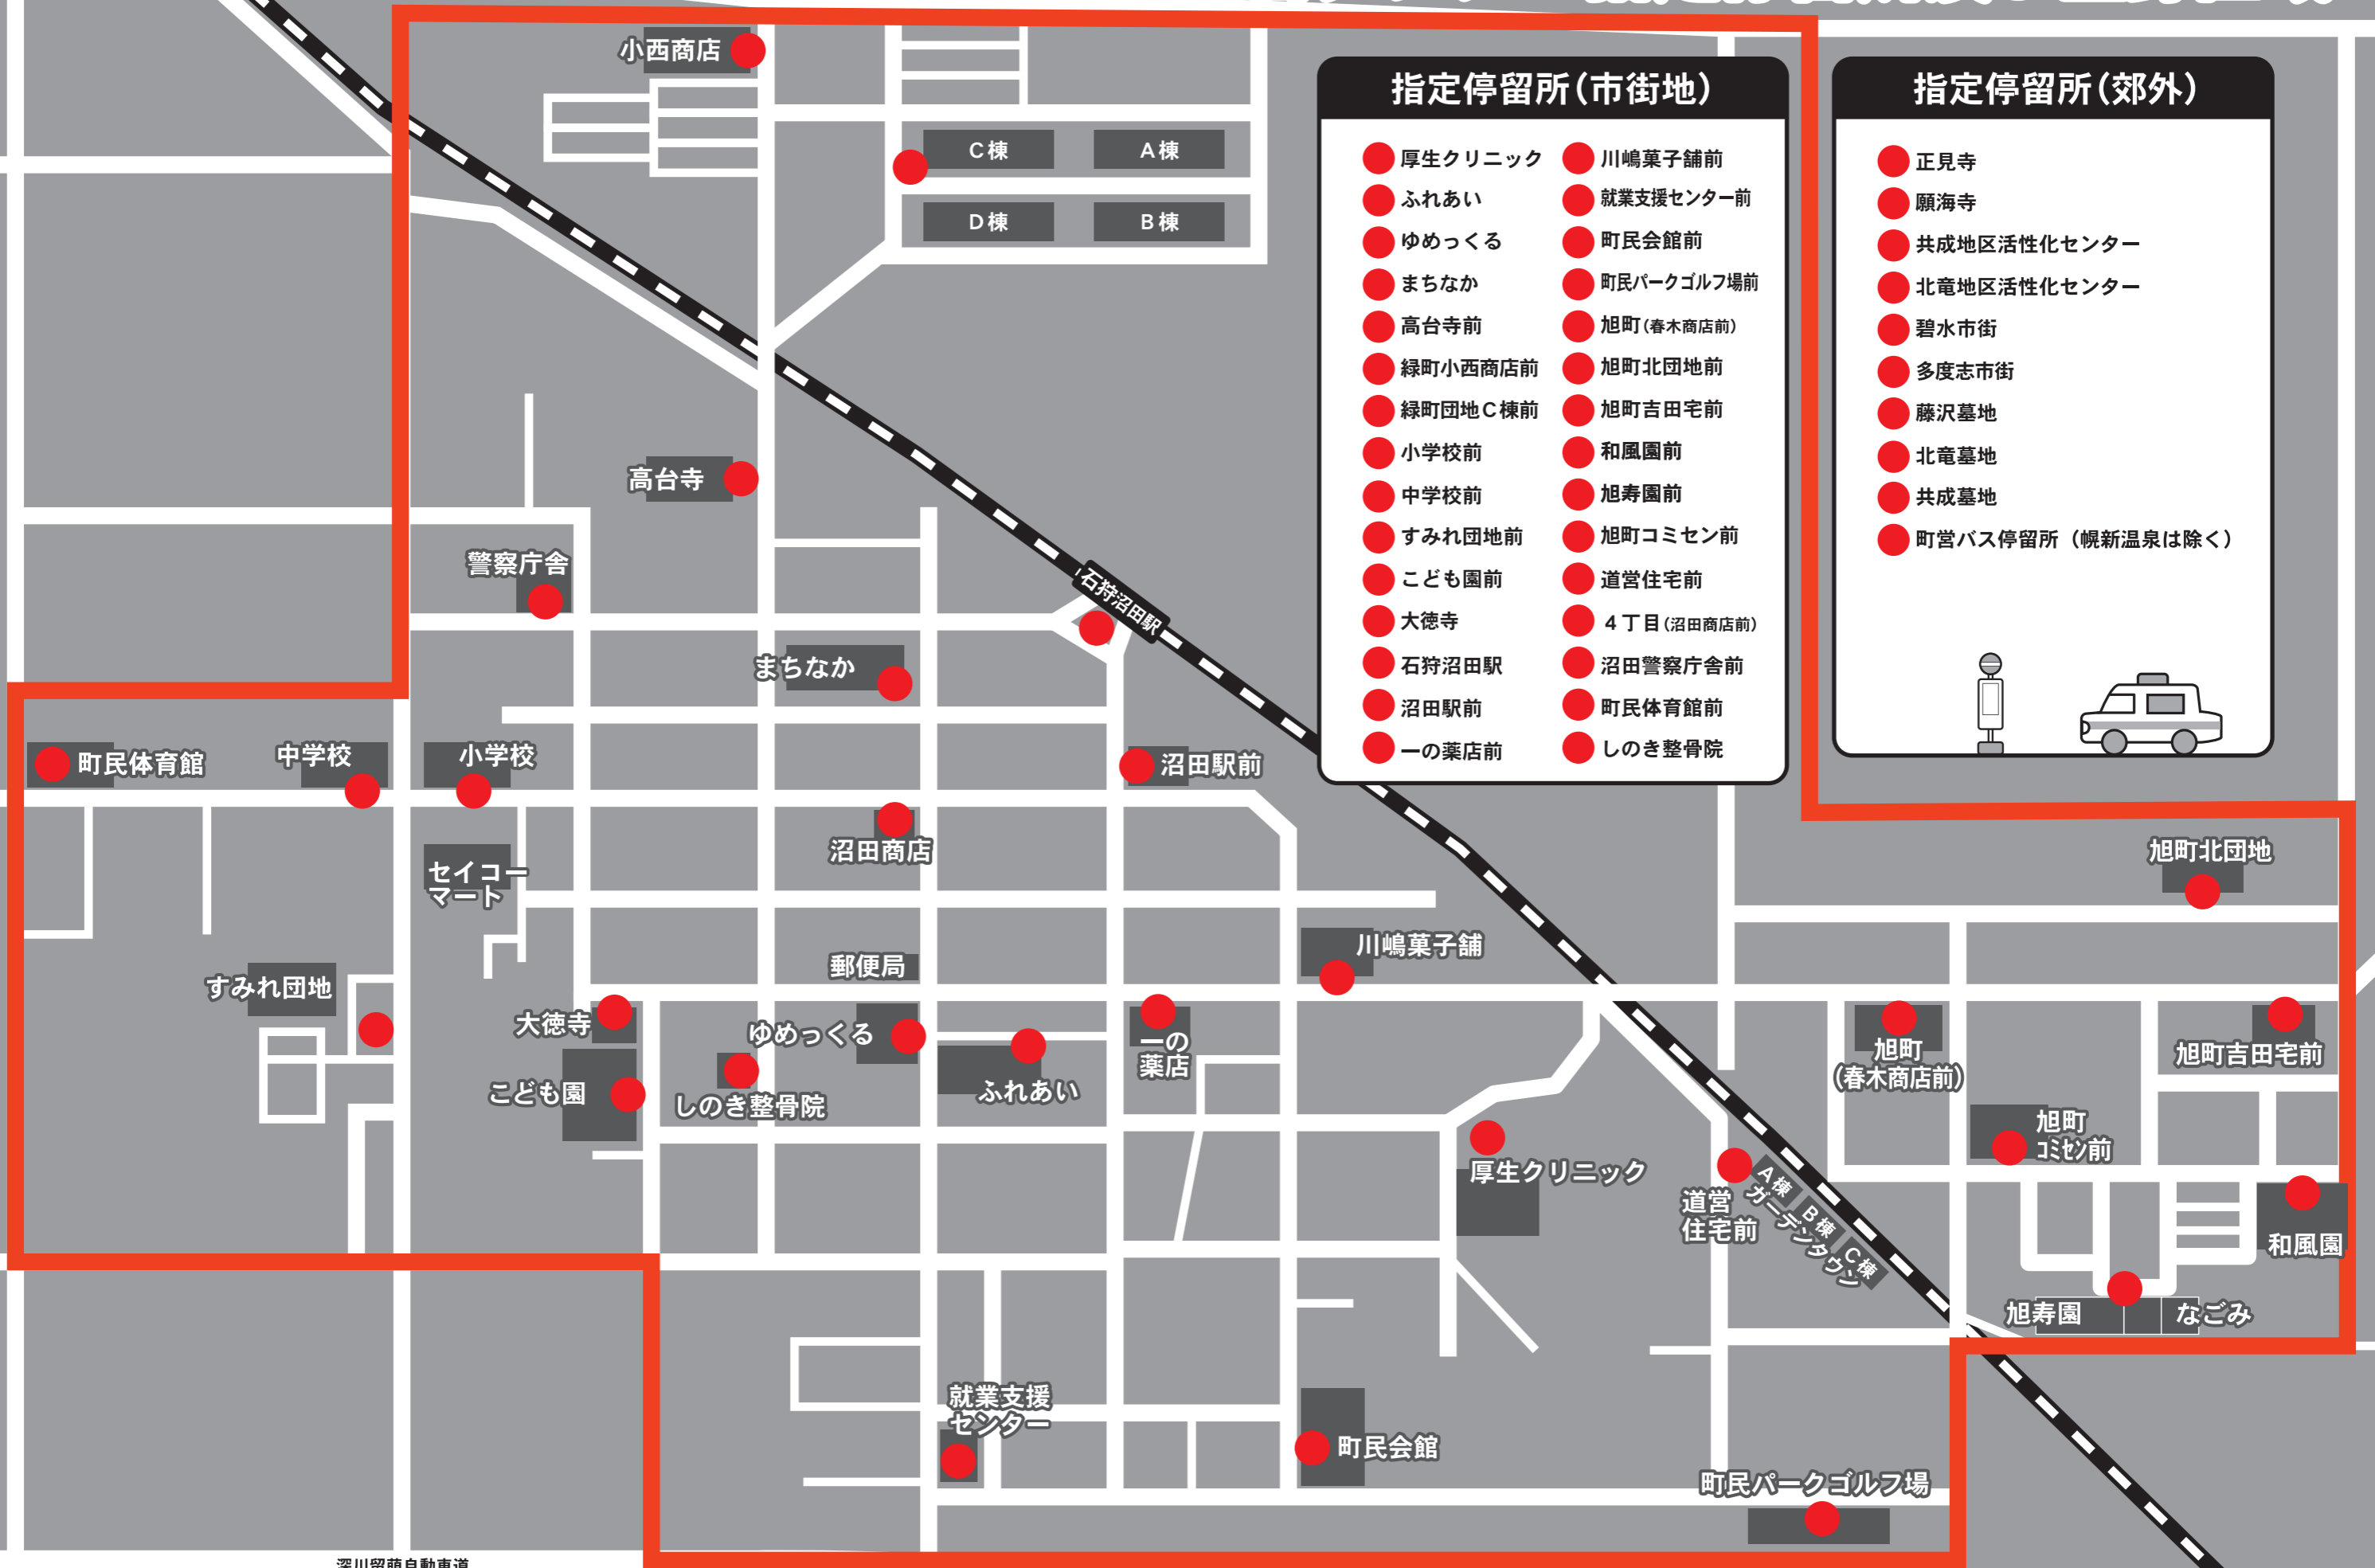 小西商店
C棟
A棟
D棟
B棟
高台寺
警察庁舎
石狩沼田駅
まちなか
町民体育館
中学校
小学校
沼田駅前
沼田商店
セイコー
マート
旭町北団地
川嶋菓子舗
郵便局
すみれ団地
大徳寺
ゆめっくる
一の
薬店
旭町
（春木商店前）
旭町吉田宅前
こども園
しのき整骨院
ふれあい
旭町
コミセン前
厚生クリニック
道営
住宅前
A棟
B棟
C棟
ガーデンタウン
和風園
旭寿園
なごみ
就業支援
センター
町民会館
町民パークゴルフ場
深川留萌自動車道
指定停留所（市街地）
厚生クリニック
ふれあい
ゆめっくる
まちなか
高台寺前
緑町小西商店前
緑町団地C棟前
小学校前
中学校前
すみれ団地前
こども園前
大徳寺
石狩沼田駅
沼田駅前
一の薬店前
川嶋菓子舗前
就業支援センター前
町民会館前
町民パークゴルフ場前
旭町（春木商店前）
旭町北団地前
旭町吉田宅前
和風園前
旭寿園前
旭町コミセン前
道営住宅前
４丁目（沼田商店前）
沼田警察庁舎前
町民体育館前
しのき整骨院
指定停留所（郊外）
正見寺
願海寺
共成地区活性化センター
北竜地区活性化センター
碧水市街
多度志市街
藤沢墓地
北竜墓地
共成墓地
町営バス停留所（幌新温泉は除く）